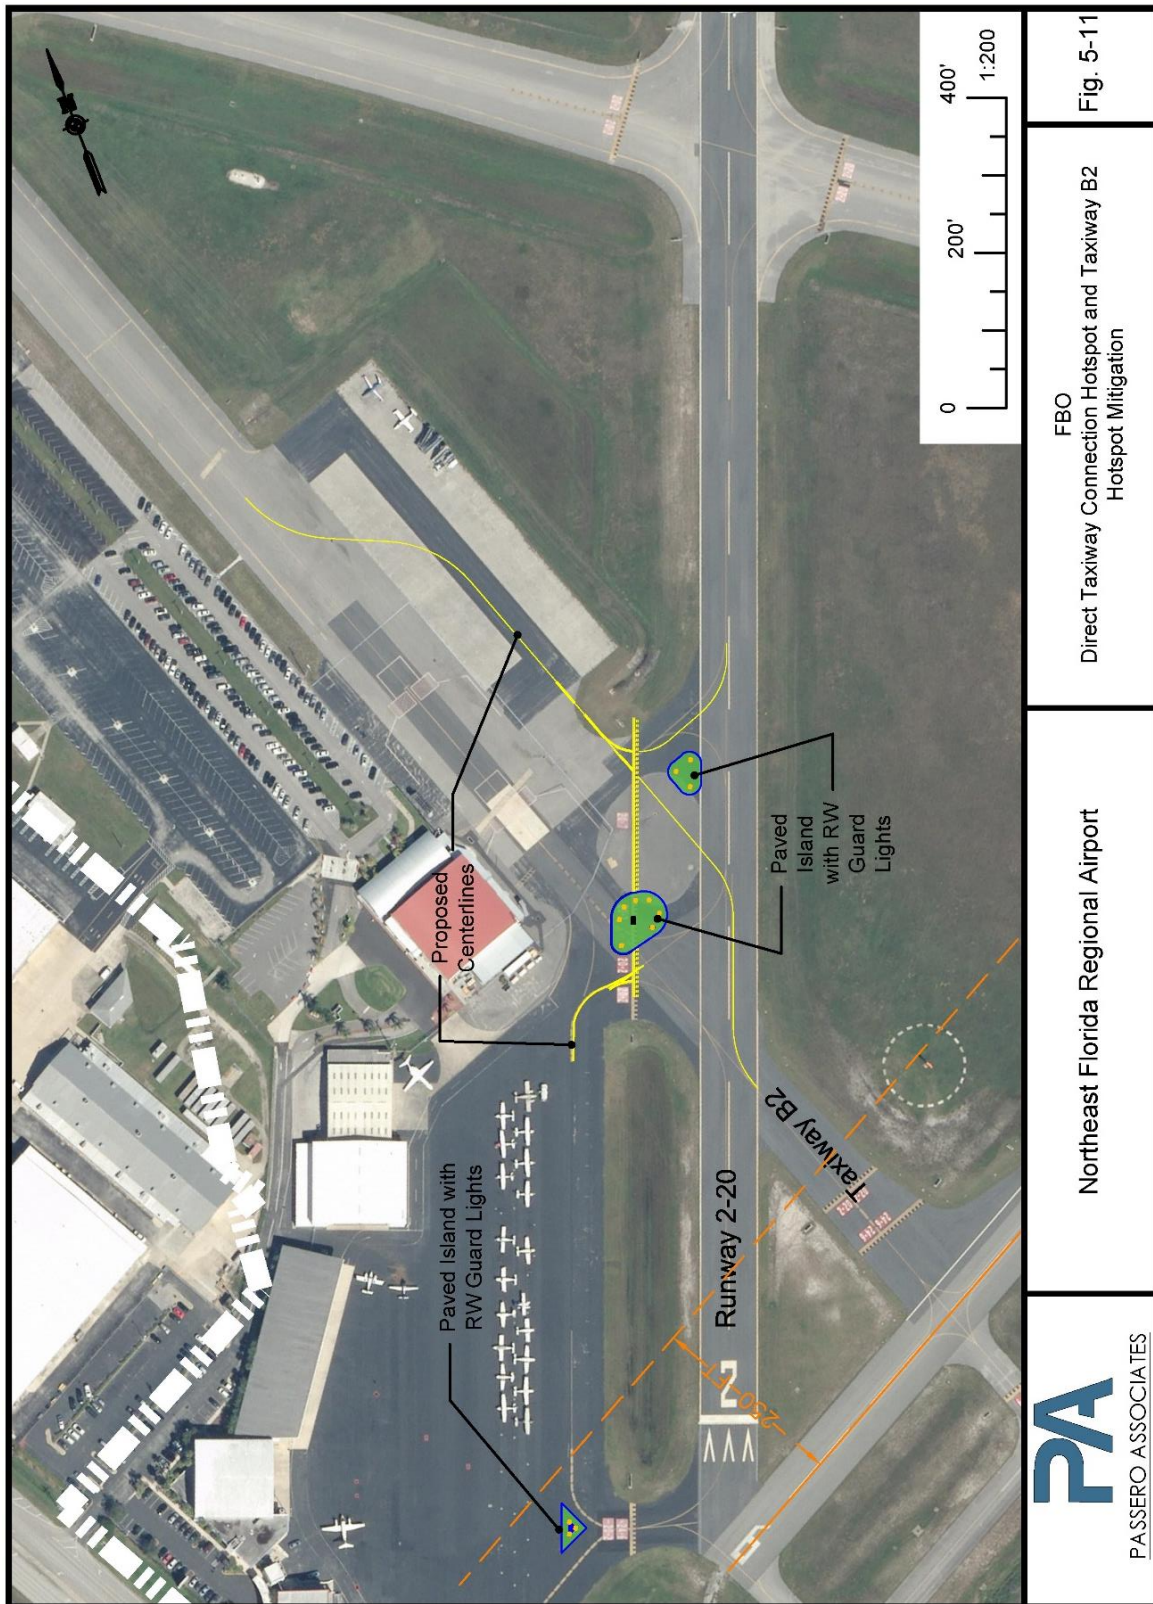 Proposed
Centerlines
Paved Island with
RW Guard Lights
Paved
Island
with RW
Guard
Lights
Taxiway B2
Runway 2-20
250-FT
2
0
200'
400'
1:200
PA
PASSERO ASSOCIATES
Northeast Florida Regional Airport
FBO
Direct Taxiway Connection Hotspot and Taxiway B2
Hotspot Mitigation
Fig. 5-11